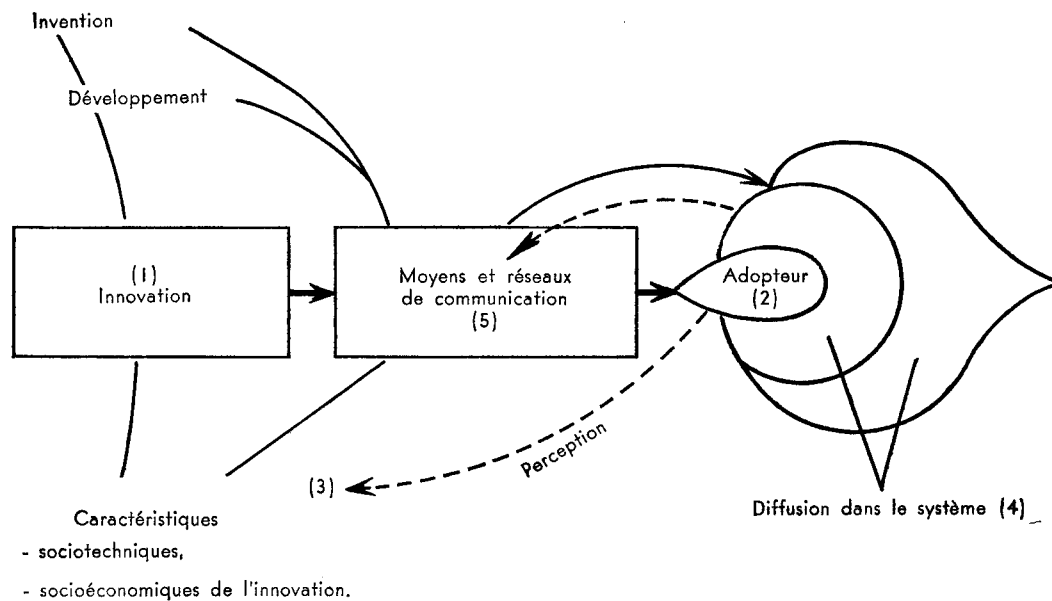 Invention
Développement
(1)
Innovation
Moyens et réseaux
de communication
(5)
Adopteur
(2)
Perception
(3)
Diffusion dans le système (4)
Caractéristiques
- sociotechniques,
- socioéconomiques de l'innovation.